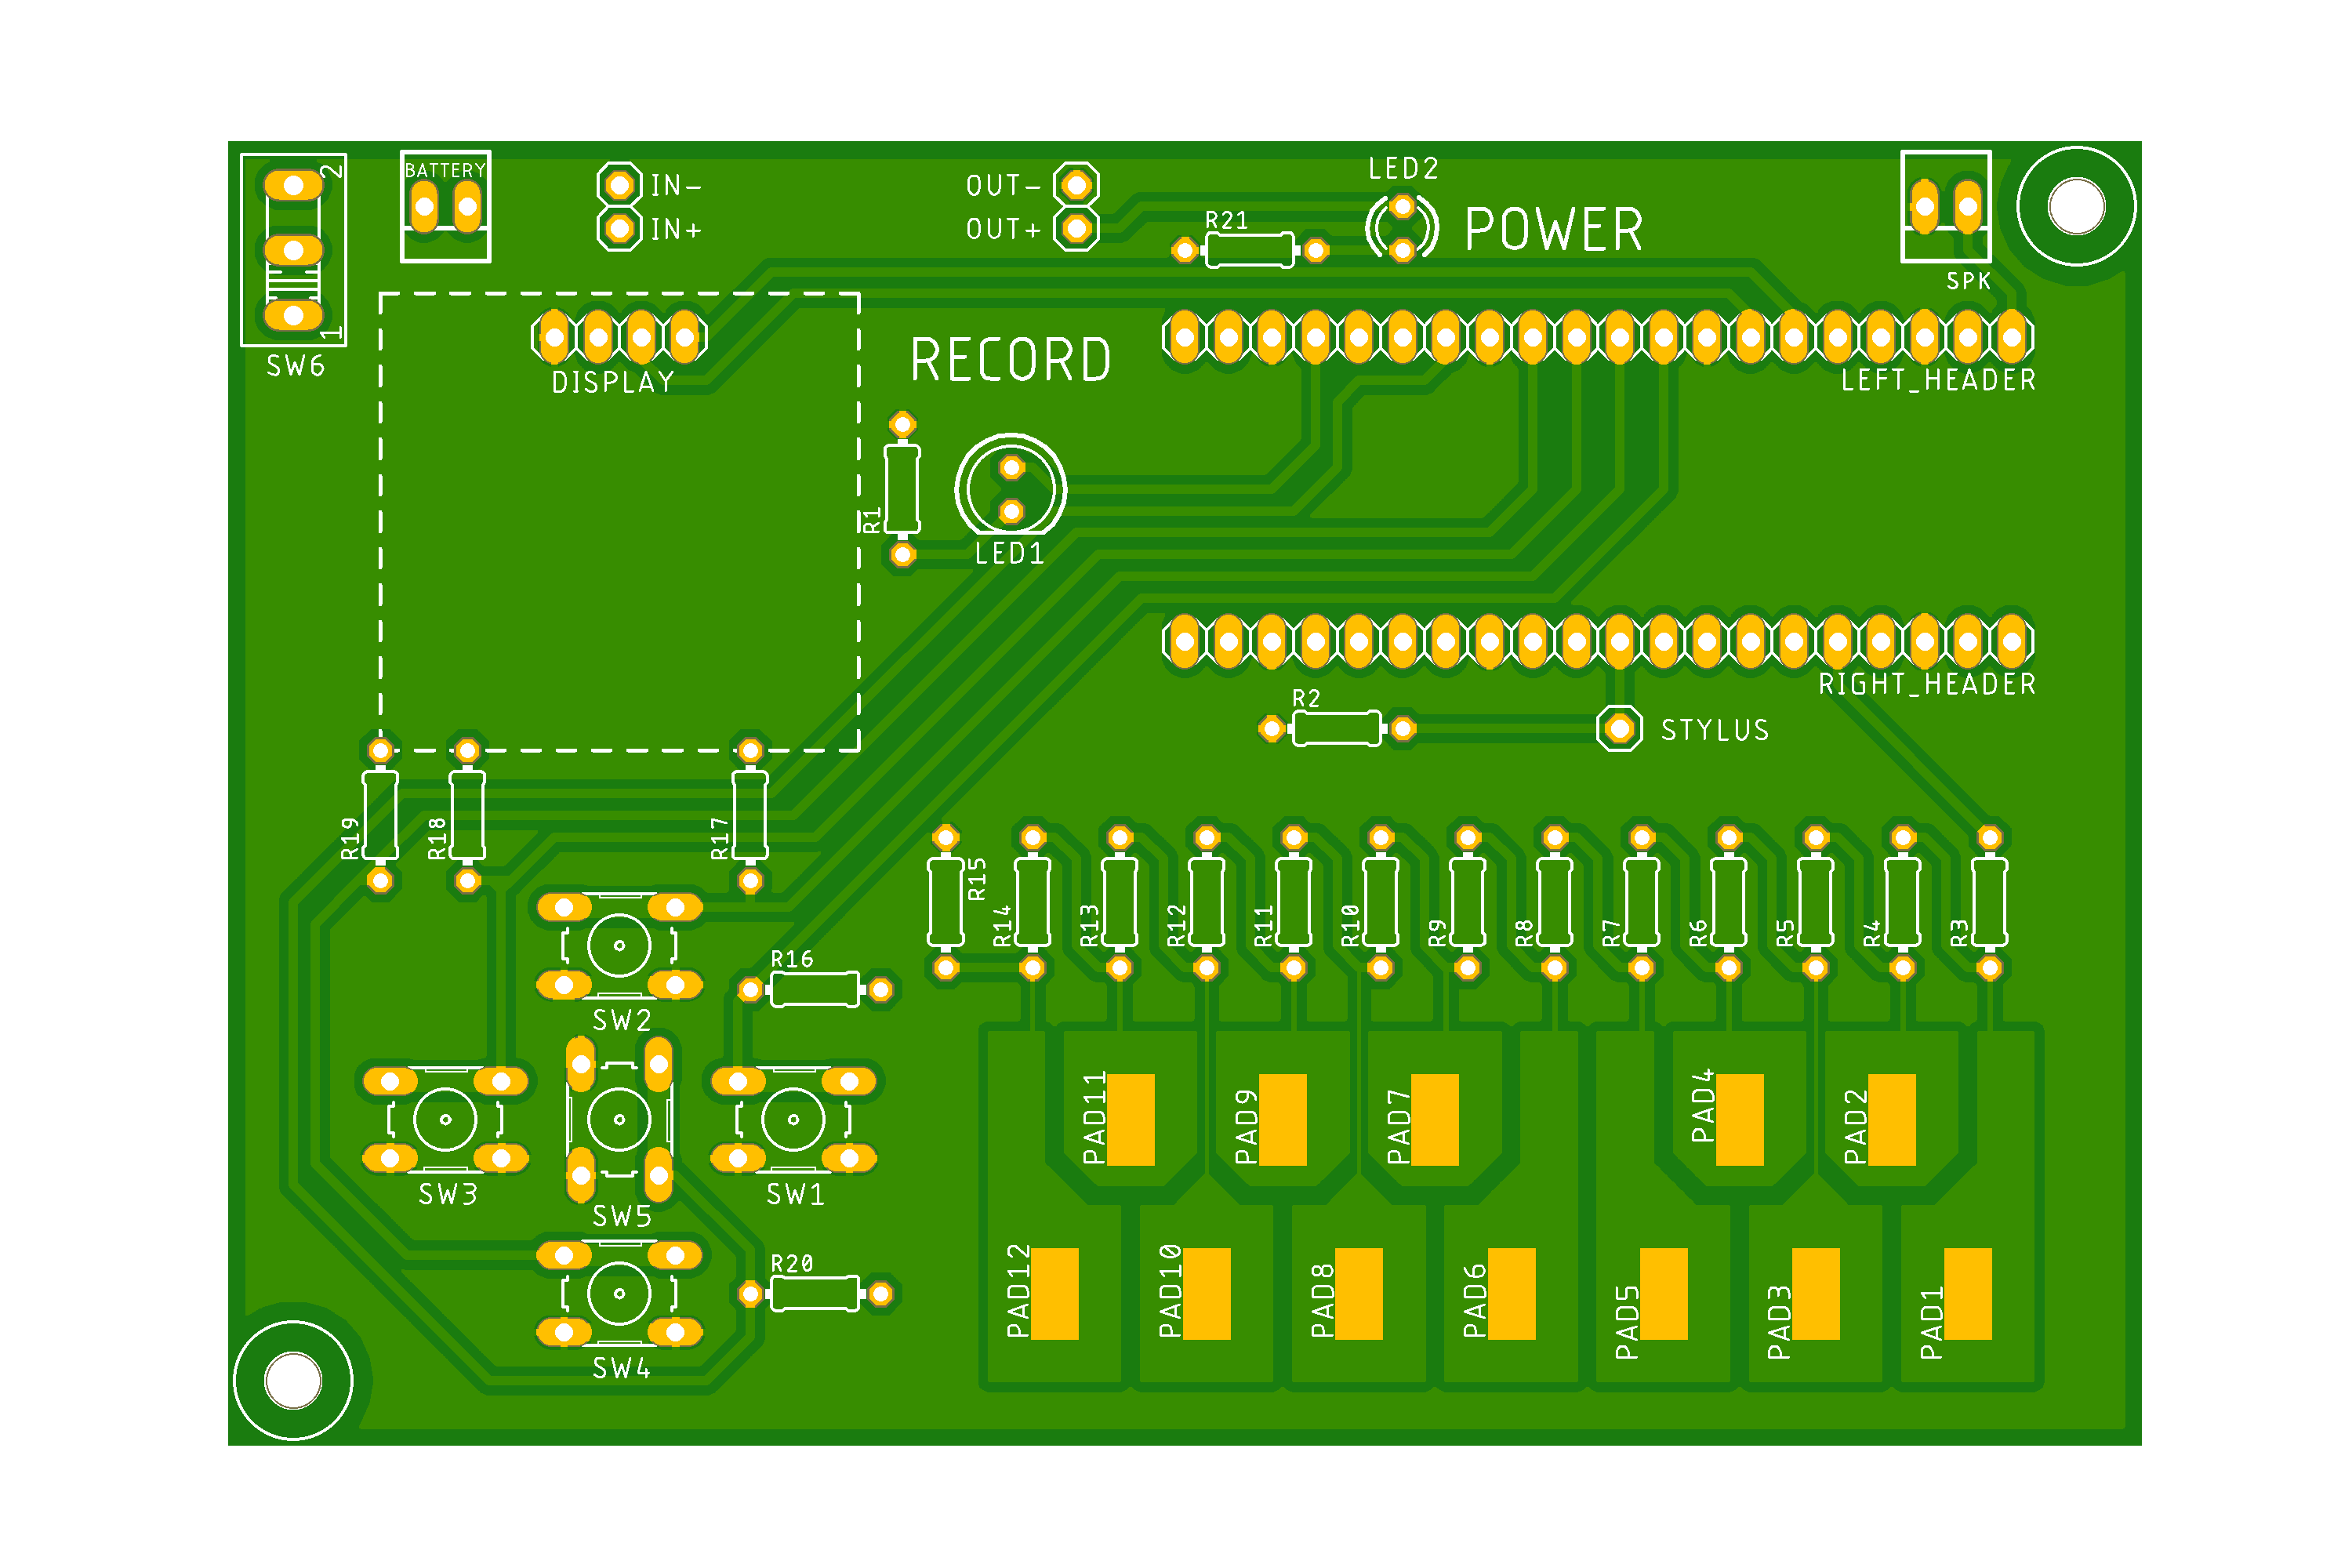 2
BATTERY
IN-
OUT-
LED2
IN+
OUT+
R21
POWER
SPK
1
SW6
RECORD
DISPLAY
LEFT_HEADER
R1
LED1
RIGHT_HEADER
R2
STYLUS
R19
R18
R17
R15
R14
R13
R12
R11
R10
R9
R8
R7
R6
R5
R4
R3
R16
SW2
PAD11
PAD9
PAD7
PAD4
PAD2
SW3
SW1
SW5
R20
PAD12
PAD10
PAD8
PAD6
PAD5
PAD3
PAD1
SW4